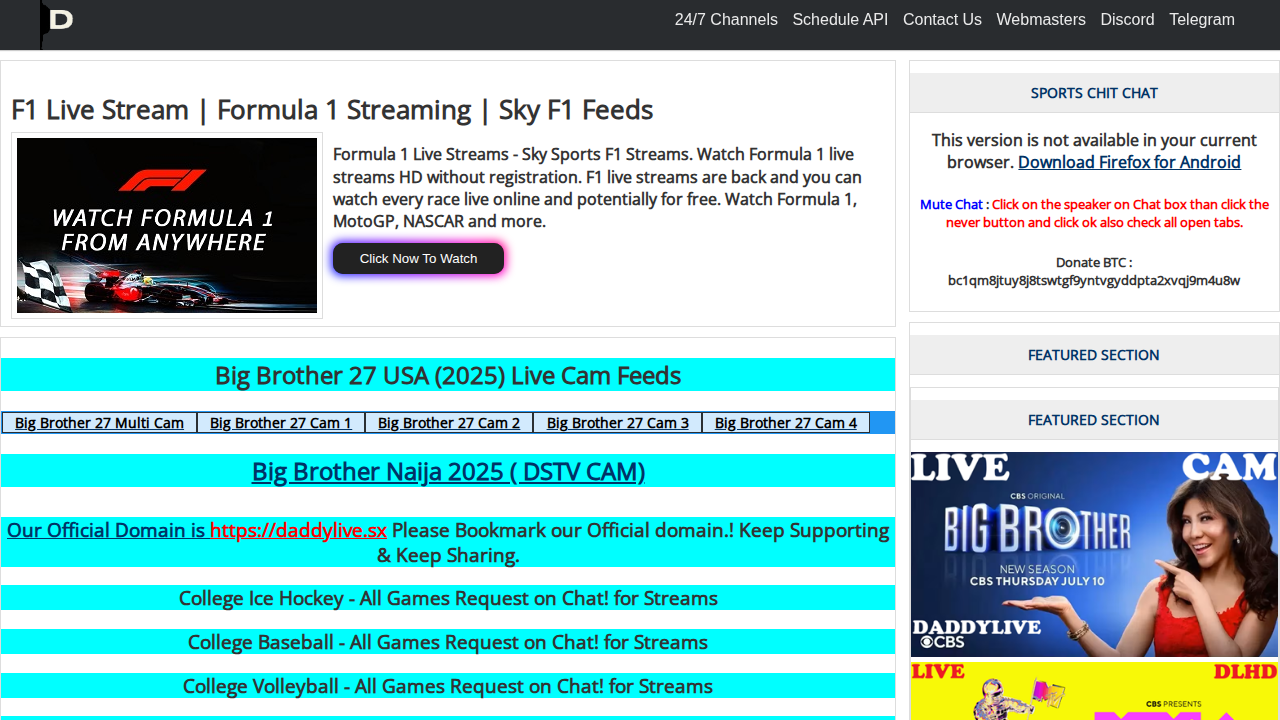 D
24/7 Channels Schedule API Contact Us Webmasters Discord Telegram
F1 Live Stream | Formula 1 Streaming | Sky F1 Feeds
WATCH FORMULA 1
FROM ANYWHERE
Formula 1 Live Streams - Sky Sports F1 Streams. Watch Formula 1 live
streams HD without registration. F1 live streams are back and you can
watch every race live online and potentially for free. Watch Formula 1,
MotoGP, NASCAR and more.
Click Now To Watch
Big Brother 27 USA (2025) Live Cam Feeds
Big Brother 27 Multi Cam Big Brother 27 Cam 1 Big Brother 27 Cam 2 Big Brother 27 Cam 3 Big Brother 27 Cam 4
Big Brother Naija 2025 ( DSTV CAM)
Our Official Domain is https://daddylive.sx Please Bookmark our Official domain.! Keep Supporting
& Keep Sharing.
College Ice Hockey - All Games Request on Chat! for Streams
College Baseball - All Games Request on Chat! for Streams
College Volleyball - All Games Request on Chat! for Streams
SPORTS CHIT CHAT
This version is not available in your current
browser. Download Firefox for Android
Mute Chat : Click on the speaker on Chat box than click the
never button and click ok also check all open tabs.
Donate BTC :
bc1qm8jtuy8j8tswtgf9yntvgyddpta2xvqj9m4u8w
FEATURED SECTION
FEATURED SECTION
LIVE CAM
CBS ORIGINAL
BIG BROTHER
NEW SEASON
CBS THURSDAY JULY 10
DADDYLIVE
CBS
LIVE DLHD
CBS PRESENTS